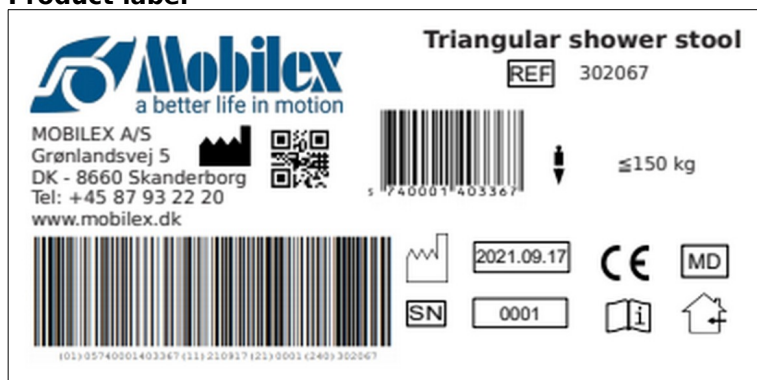 Product label
Mobilex
a better life in motion
Triangular shower stool
REF 302067
MOBILEX A/S
Grønlandsvej 5
DK - 8660 Skanderborg
Tel: +45 87 93 22 20
www.mobilex.dk
5 740001 403367
≦150 kg
2021.09.17
CE
MD
SN 0001
i
(01)05740001403367(11)210917(21)0001(240)302067